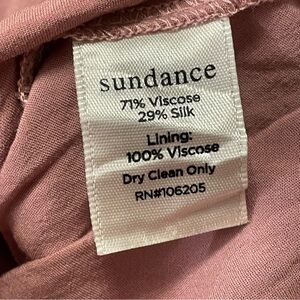 sundance
71% Viscose
29% Silk
Lining:
100% Viscose
Dry Clean Only
RN#106205